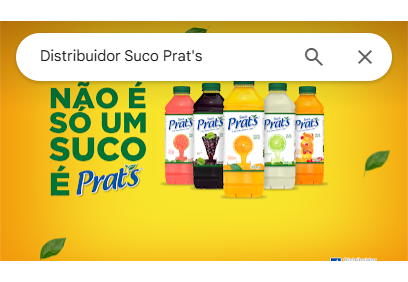 Distribuidor Suco Prat's
NÃO É
SÓ UM
SUCO
É Prat's
Prat's
Prat's
Prat's
Prat's
Prat's